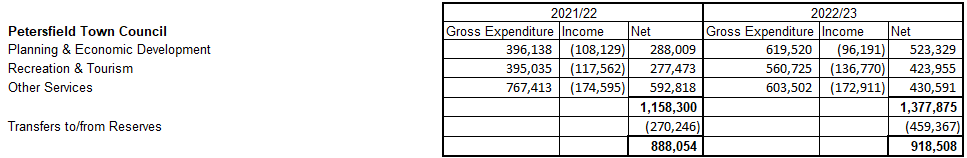 2021/22 2022/23
Petersfield Town Council Gross Expenditure Income Net Gross Expenditure Income Net
Planning & Economic Development 396,138 (108,129) 288,009 619,520 (96,191) 523,329
Recreation & Tourism 395,035 (117,562) 277,473 560,725 (136,770) 423,955
Other Services 767,413 (174,595) 592,818 603,502 (172,911) 430,591
1,158,300 1,377,875
Transfers to/from Reserves (270,246) (459,367)
888,054 918,508